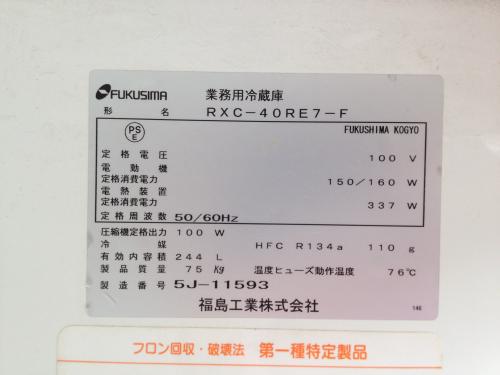 FUKUSIMA 業務用冷蔵庫
形名 RXC-40RE7-F
PS E FUKUSHIMA KOGYO
定格電圧 100 V
電動機
定格消費電力 150/160 W
電熱装置
定格消費電力 337 W
定格周波数 50/60Hz
圧縮機定格出力 100 W
冷媒 HFC R134a 110 g
有効内容積 244 L
製品質量 75 Kg 温度ヒューズ動作温度 76℃
製造番号 5J-11593
福島工業株式会社 146
フロン回収・破壊法 第一種特定製品